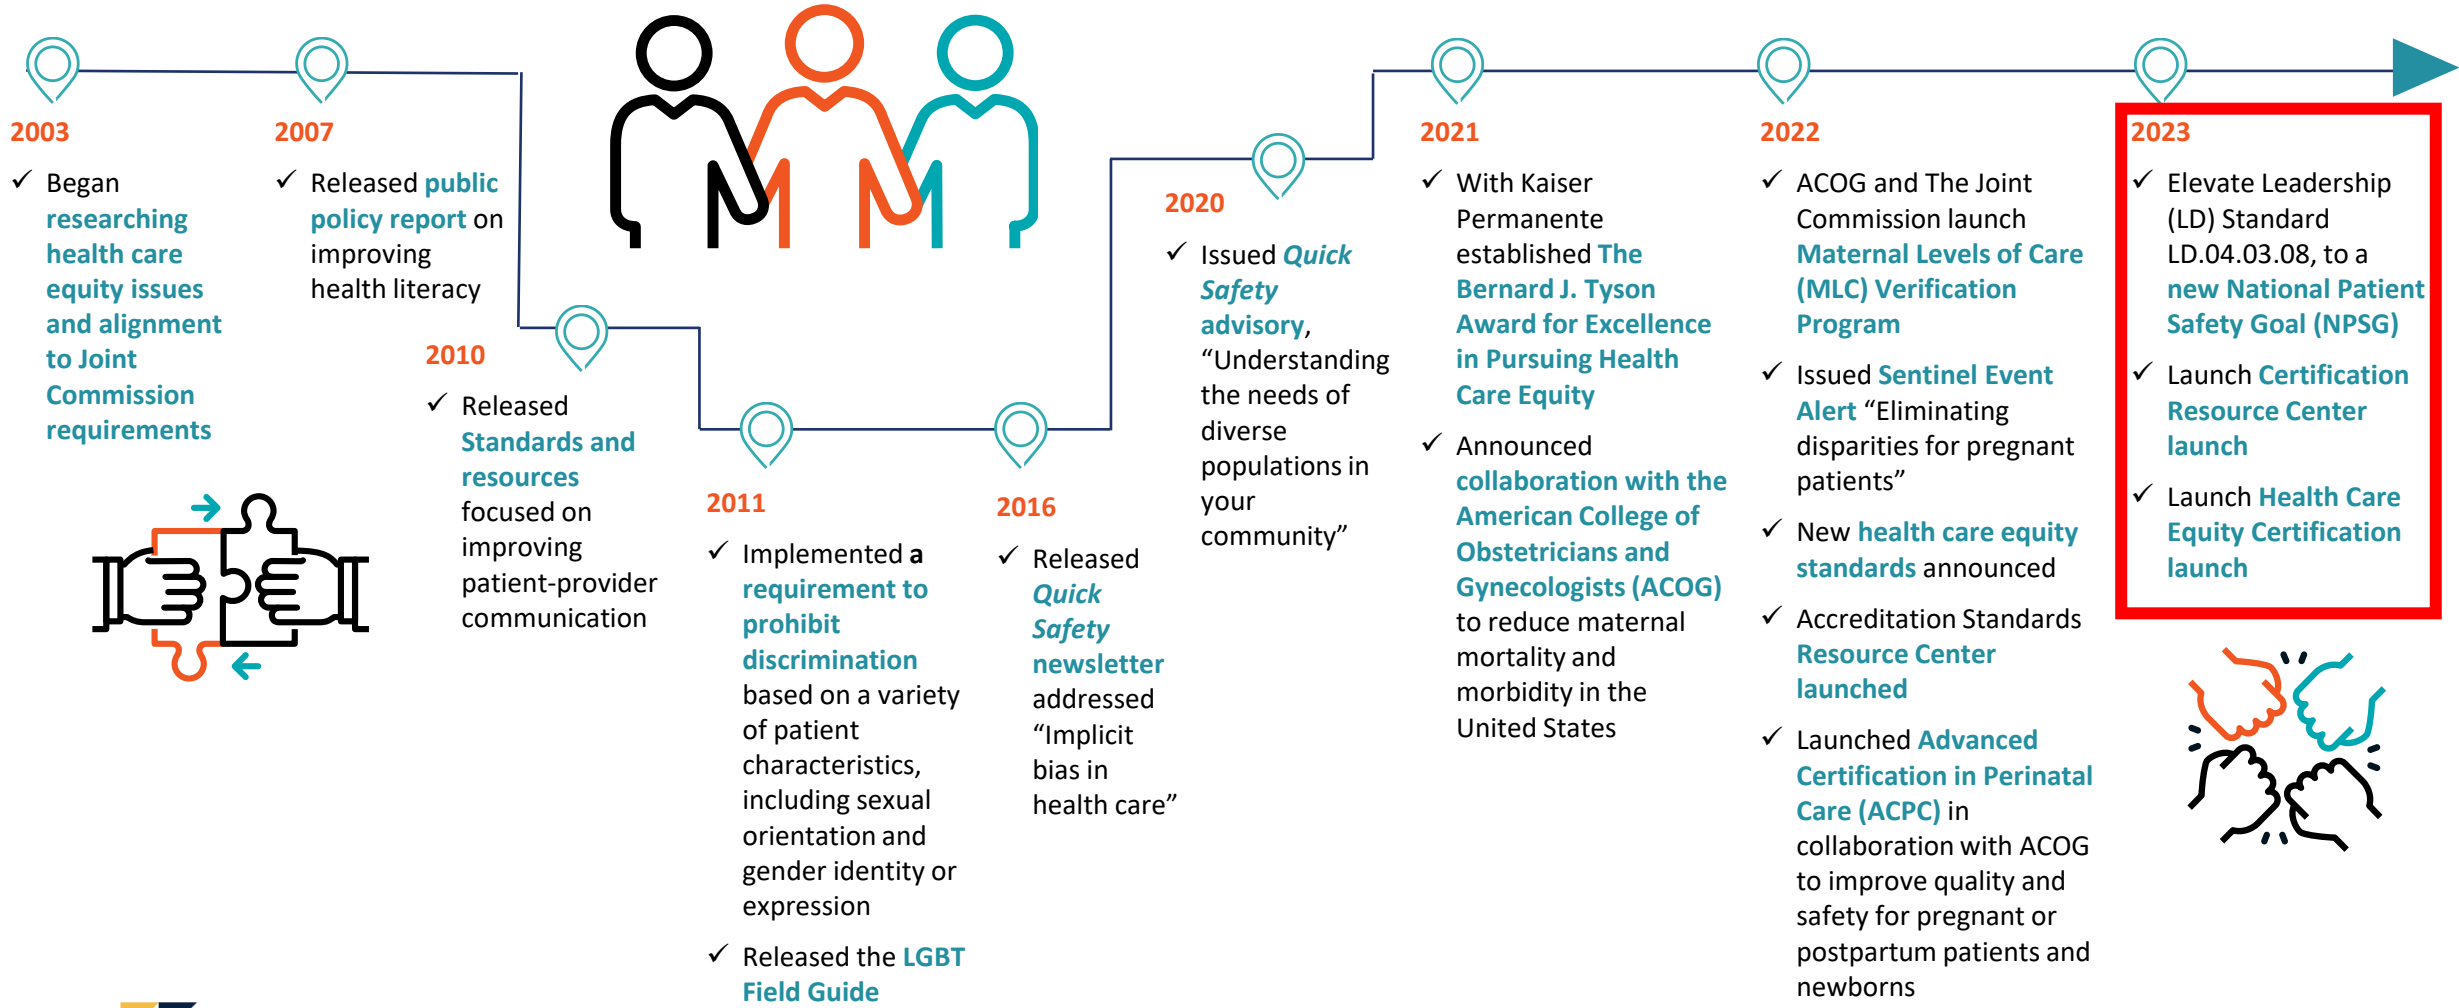 2003
✓ Began
researching
health care
equity issues
and alignment
to Joint
Commission
requirements
2007
✓ Released public
policy report on
improving
health literacy
2010
✓ Released
Standards and
resources
focused on
improving
patient-provider
communication
2011
✓ Implemented a
requirement to
prohibit
discrimination
based on a variety
of patient
characteristics,
including sexual
orientation and
gender identity or
expression
✓ Released the LGBT
Field Guide
2016
✓ Released
Quick
Safety
newsletter
addressed
“Implicit
bias in
health care”
2020
✓ Issued Quick
Safety
advisory,
“Understanding
the needs of
diverse
populations in
your
community”
2021
✓ With Kaiser
Permanente
established The
Bernard J. Tyson
Award for Excellence
in Pursuing Health
Care Equity
✓ Announced
collaboration with the
American College of
Obstetricians and
Gynecologists (ACOG)
to reduce maternal
mortality and
morbidity in the
United States
2022
✓ ACOG and The Joint
Commission launch
Maternal Levels of Care
(MLC) Verification
Program
✓ Issued Sentinel Event
Alert “Eliminating
disparities for pregnant
patients”
✓ New health care equity
standards announced
✓ Accreditation Standards
Resource Center
launched
✓ Launched Advanced
Certification in Perinatal
Care (ACPC) in
collaboration with ACOG
to improve quality and
safety for pregnant or
postpartum patients and
newborns
2023
✓ Elevate Leadership
(LD) Standard
LD.04.03.08, to a
new National Patient
Safety Goal (NPSG)
✓ Launch Certification
Resource Center
launch
✓ Launch Health Care
Equity Certification
launch